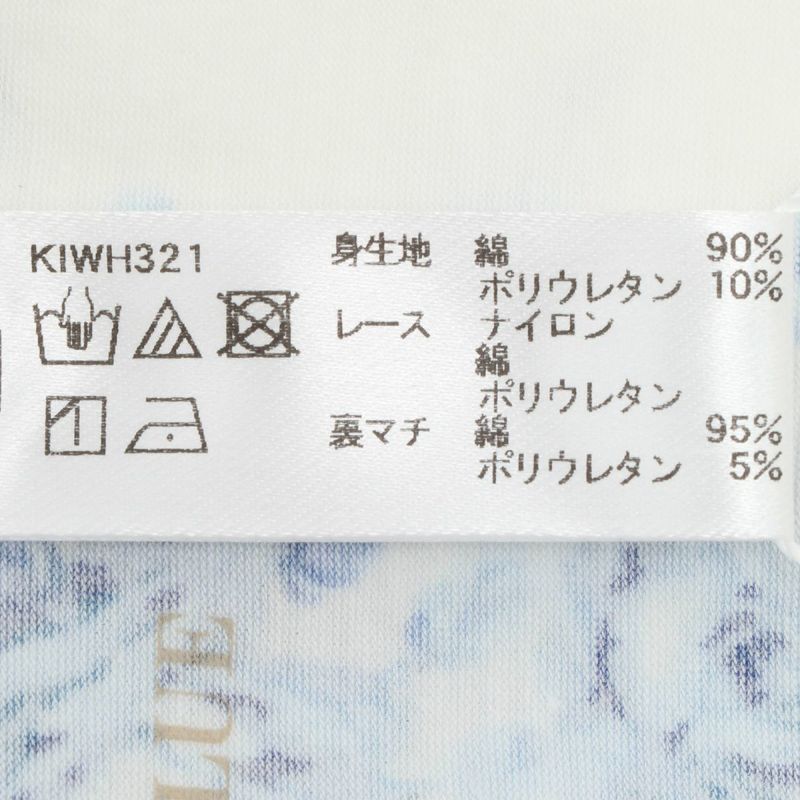 KIWH321
身生地 綿 90%
ポリウレタン 10%
レース ナイロン
綿
ポリウレタン
裏マチ 綿 95%
ポリウレタン 5%
LUE